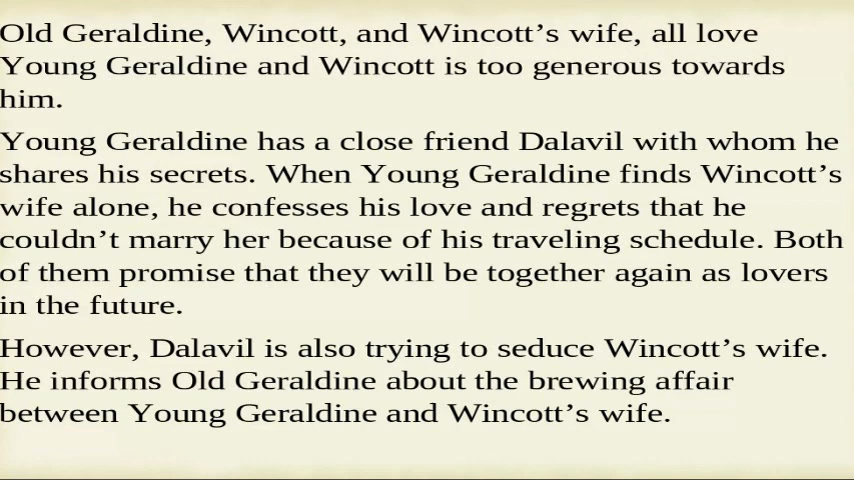 Old Geraldine, Wincott, and Wincott’s wife, all love
Young Geraldine and Wincott is too generous towards
him.
Young Geraldine has a close friend Dalavil with whom he
shares his secrets. When Young Geraldine finds Wincott’s
wife alone, he confesses his love and regrets that he
couldn’t marry her because of his traveling schedule. Both
of them promise that they will be together again as lovers
in the future.
However, Dalavil is also trying to seduce Wincott’s wife.
He informs Old Geraldine about the brewing affair
between Young Geraldine and Wincott’s wife.